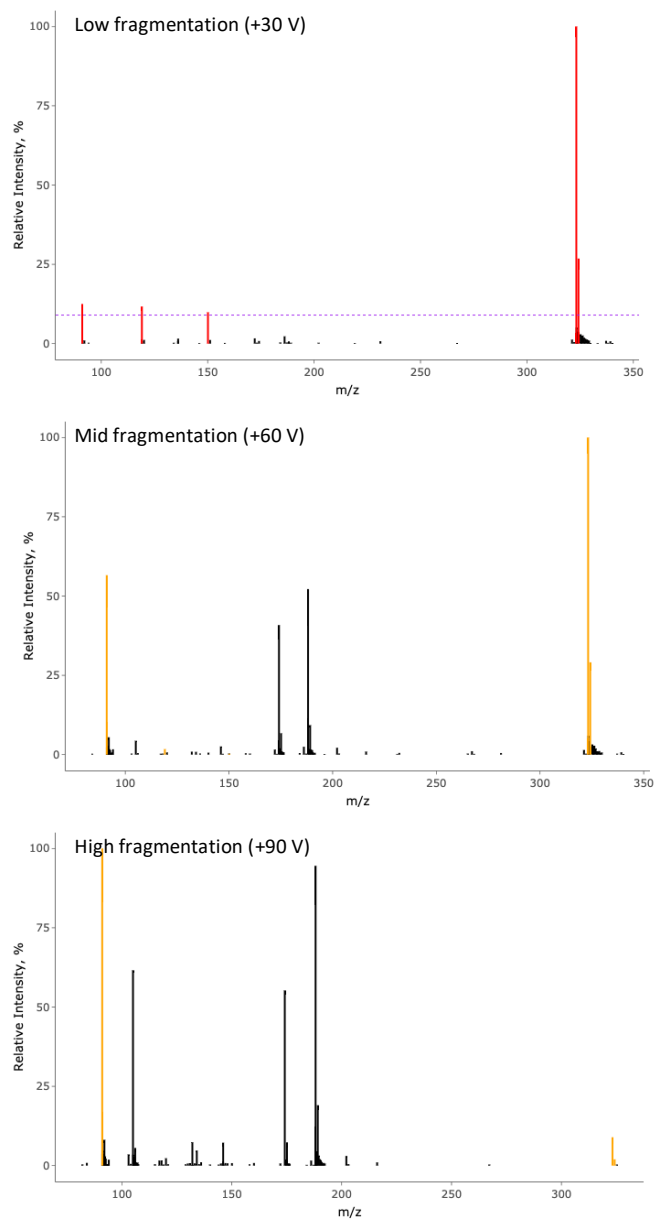 Low fragmentation (+30 V)
100
75
50
25
0
Relative Intensity, %
100 150 200 250 300 350
m/z
Mid fragmentation (+60 V)
100
75
50
25
0
Relative Intensity, %
100 150 200 250 300 350
m/z
High fragmentation (+90 V)
100
75
50
25
0
Relative Intensity, %
100 150 200 250 300
m/z